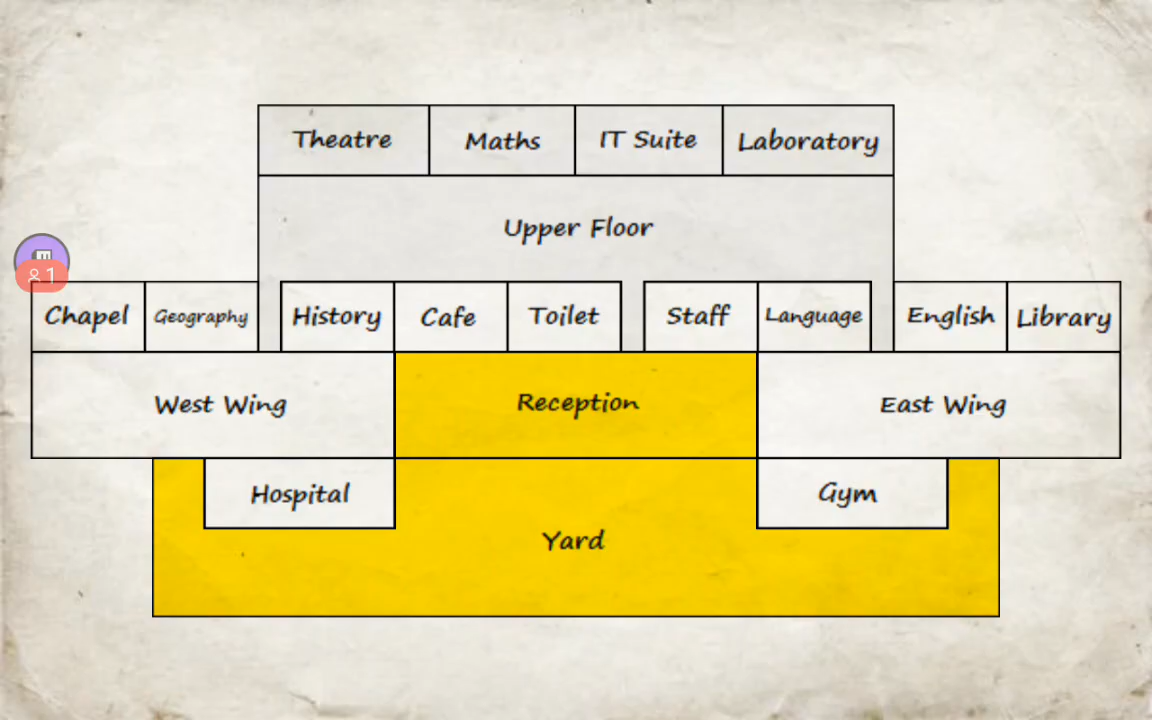 Theatre
Maths
IT Suite
Laboratory
Upper Floor
Chapel
Geography
History
Cafe
Toilet
Staff
Language
English
Library
West Wing
Reception
East Wing
Hospital
Gym
Yard
1